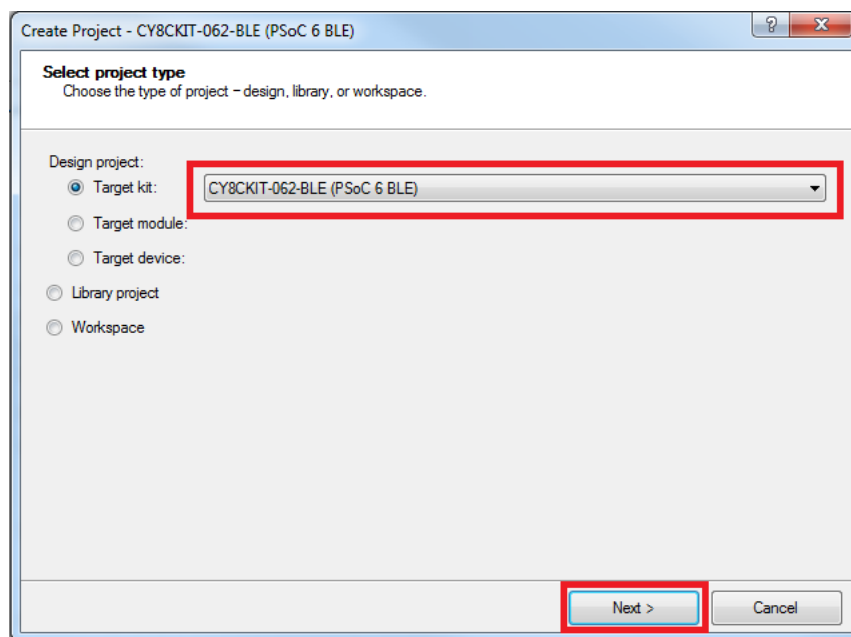 Create Project - CY8CKIT-062-BLE (PSoC 6 BLE)
Select project type
Choose the type of project – design, library, or workspace.
Design project:
Target kit: CY8CKIT-062-BLE (PSoC 6 BLE)
Target module:
Target device:
Library project
Workspace
Next > Cancel